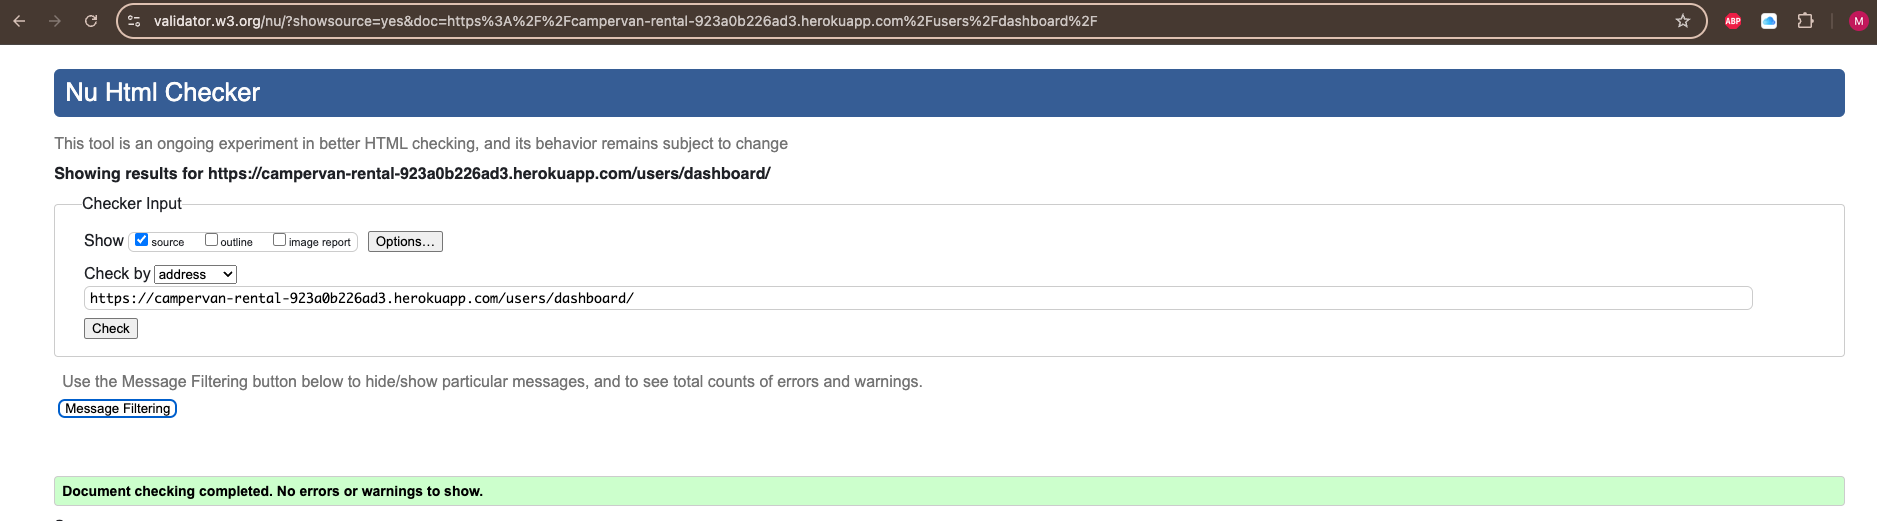 validator.w3.org/nu/?showsource=yes&doc=https%3A%2F%2Fcampervan-rental-923a0b226ad3.herokuapp.com%2Fusers%2Fdashboard%2F
ABP
M
Nu Html Checker
This tool is an ongoing experiment in better HTML checking, and its behavior remains subject to change
Showing results for https://campervan-rental-923a0b226ad3.herokuapp.com/users/dashboard/
Checker Input
Show source outline image report Options...
Check by address
https://campervan-rental-923a0b226ad3.herokuapp.com/users/dashboard/
Check
Use the Message Filtering button below to hide/show particular messages, and to see total counts of errors and warnings.
Message Filtering
Document checking completed. No errors or warnings to show.